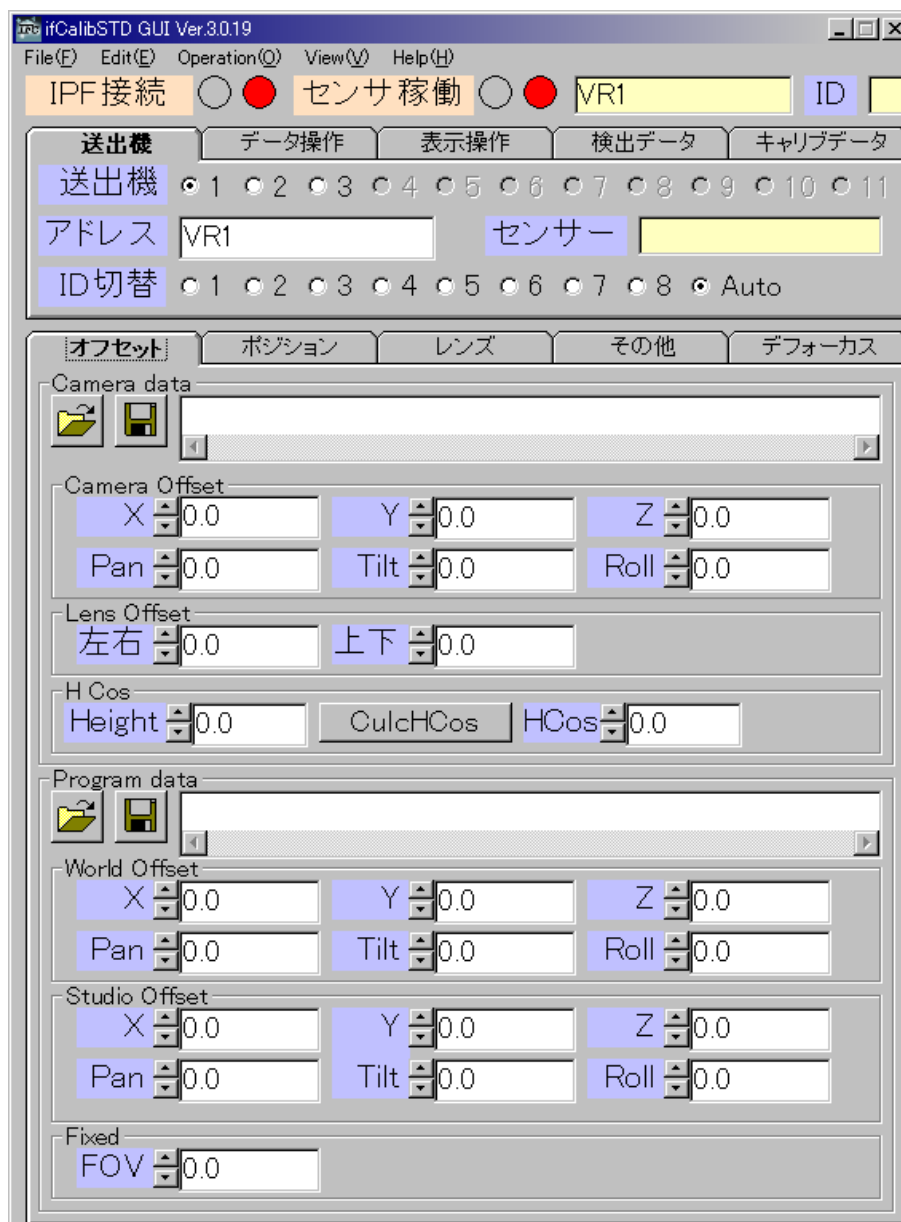 ifCalibSTD GUI Ver.3.0.19
File(F) Edit(E) Operation(O) View(V) Help(H)
IPF接続 センサ稼働 VR1 ID
送出機 データ操作 表示操作 検出データ キャリブデータ
送出機 1 2 3 4 5 6 7 8 9 10 11
アドレス VR1 センサー
ID切替 1 2 3 4 5 6 7 8 Auto
オフセット ポジション レンズ その他 デフォーカス
Camera data
Camera Offset
X 0.0 Y 0.0 Z 0.0
Pan 0.0 Tilt 0.0 Roll 0.0
Lens Offset
左右 0.0 上下 0.0
H Cos
Height 0.0 CulcHCos HCos 0.0
Program data
World Offset
X 0.0 Y 0.0 Z 0.0
Pan 0.0 Tilt 0.0 Roll 0.0
Studio Offset
X 0.0 Y 0.0 Z 0.0
Pan 0.0 Tilt 0.0 Roll 0.0
Fixed
FOV 0.0